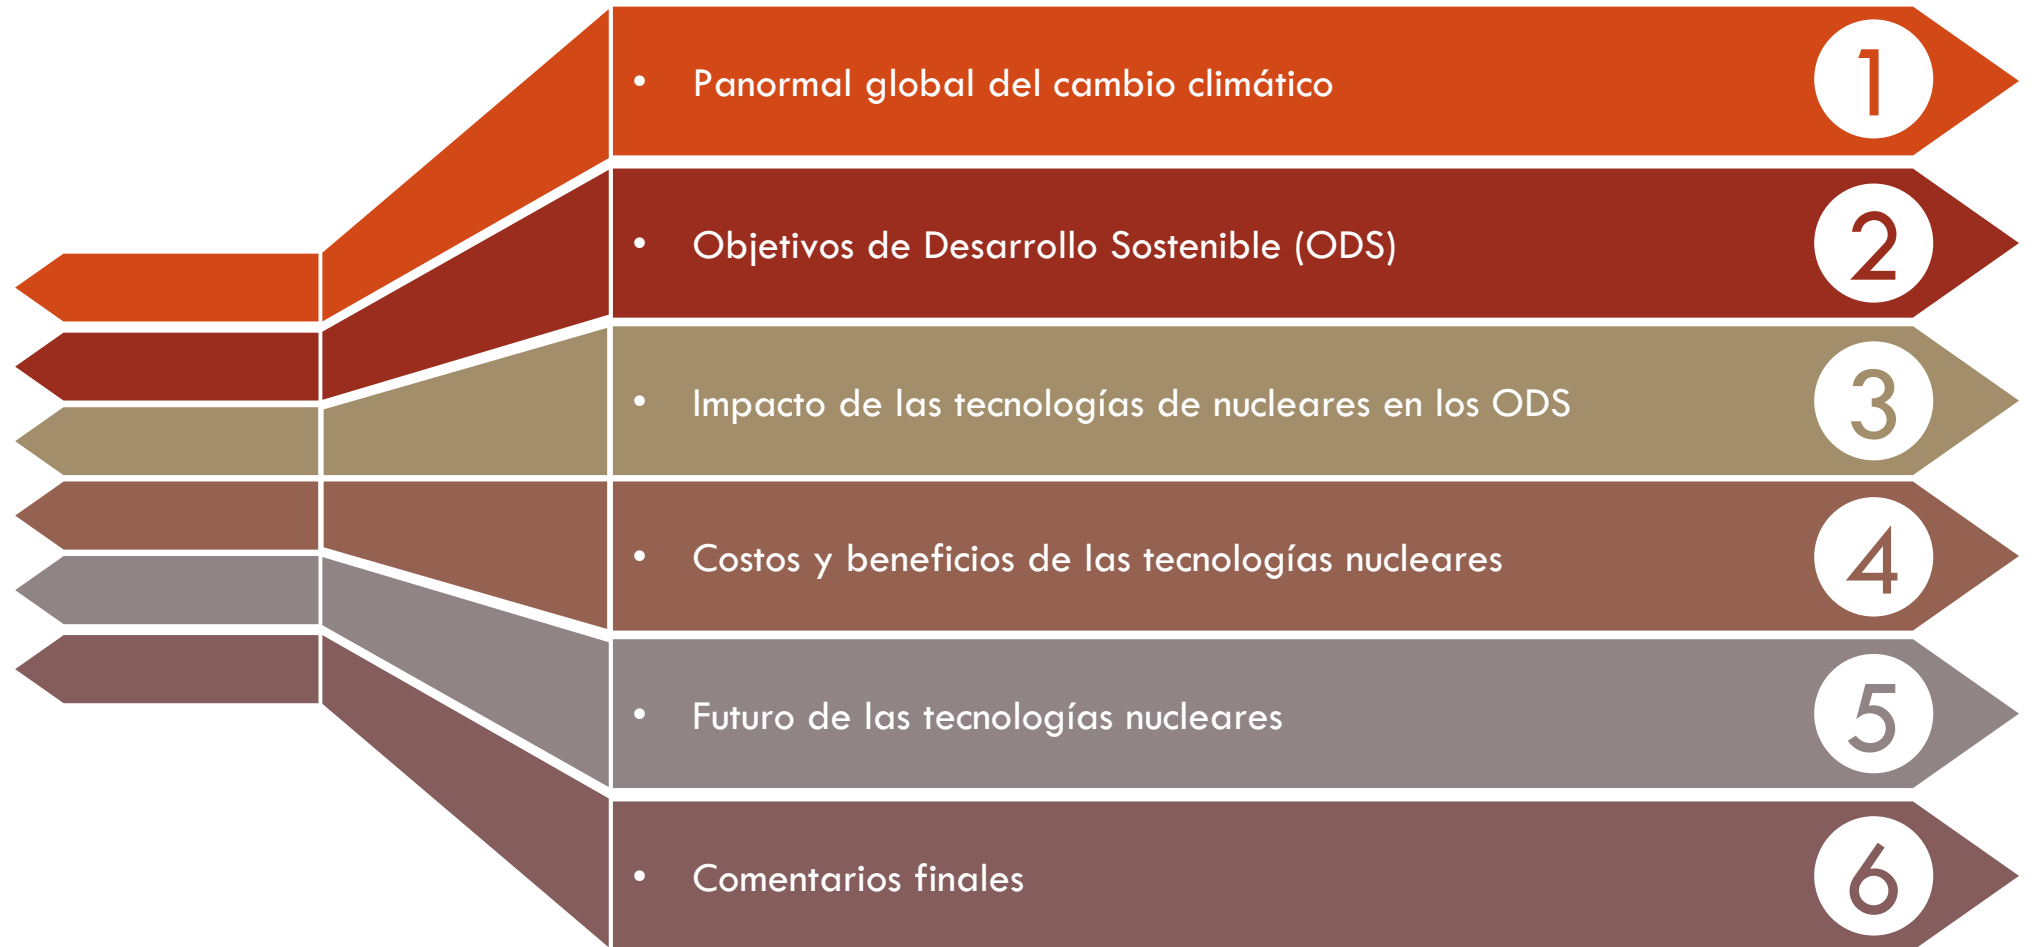 • Panormal global del cambio climático
1
• Objetivos de Desarrollo Sostenible (ODS)
2
• Impacto de las tecnologías de nucleares en los ODS
3
• Costos y beneficios de las tecnologías nucleares
4
• Futuro de las tecnologías nucleares
5
• Comentarios finales
6